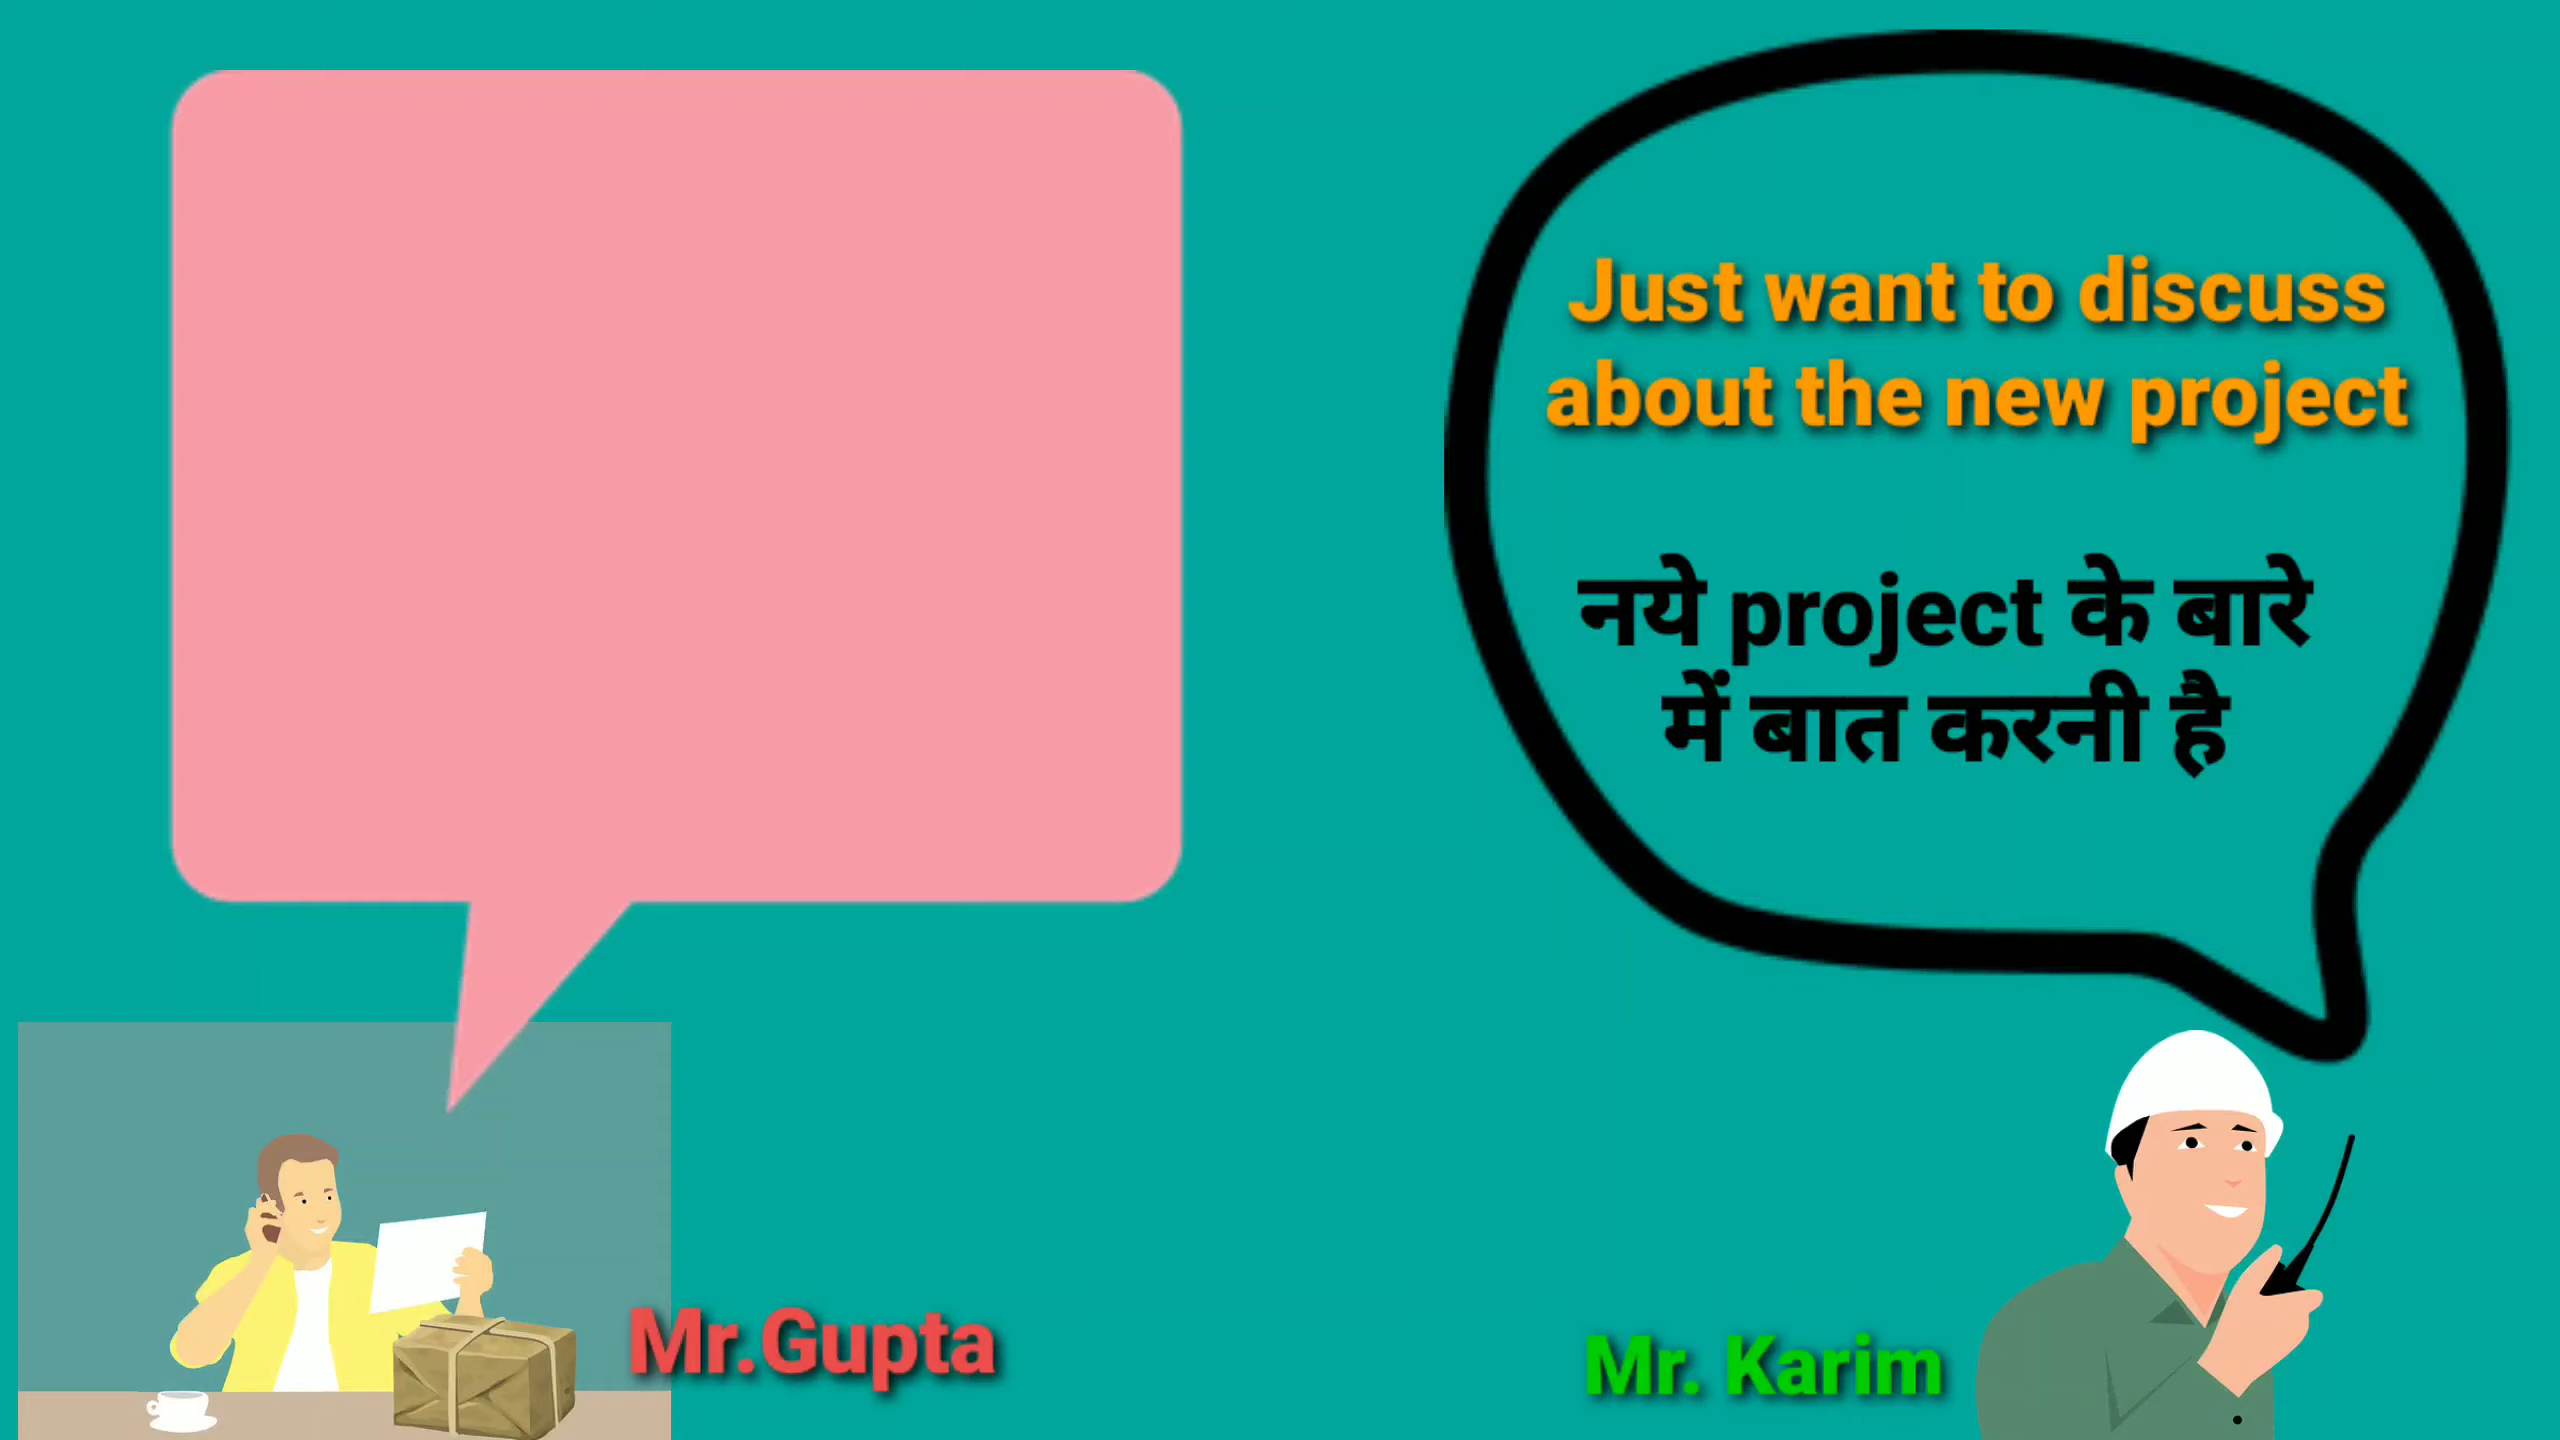 Just want to discuss
about the new project
नये project के बारे
में बात करनी है
Mr.Gupta
Mr. Karim